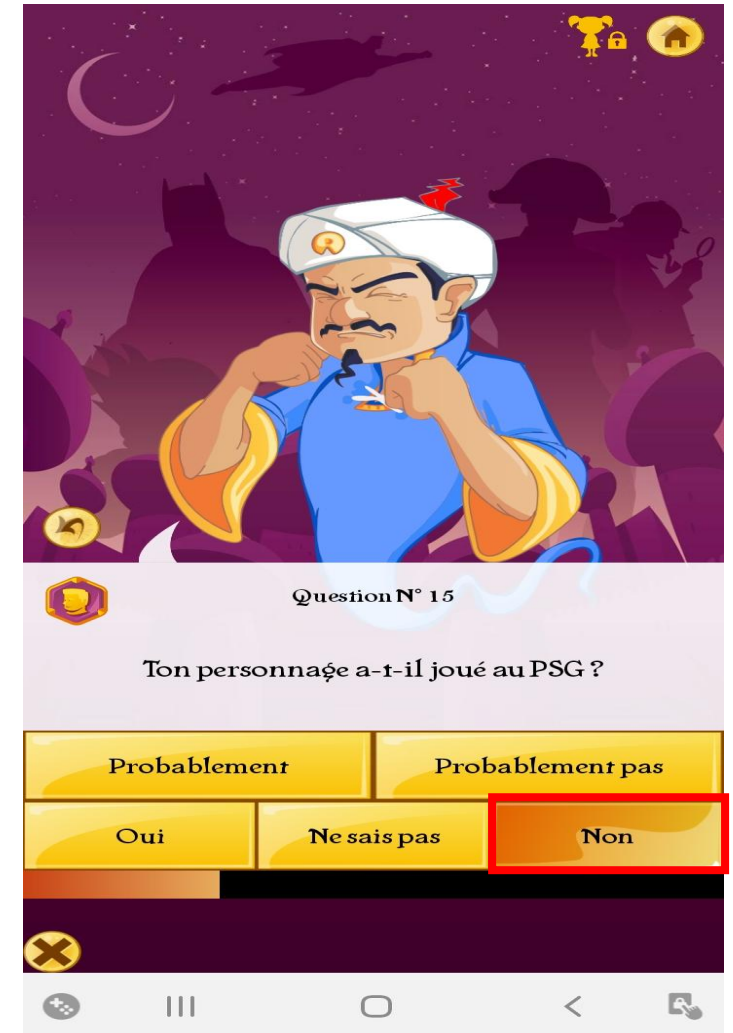 Question N° 15
Ton personnage a-t-il joué au PSG ?
Probablement
Probablement pas
Oui
Ne sais pas
Non